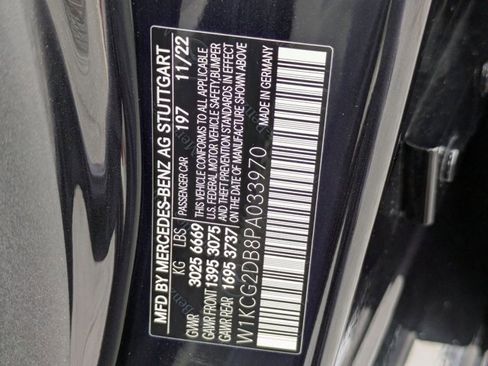 MFD BY MERCEDES-BENZ AG STUTTGART
KG LBS PASSENGER CAR 197 11/22
GVWR 3025 6669 THIS VEHICLE CONFORMS TO ALL APPLICABLE
GAWR FRONT 1395 3075 U.S. FEDERAL MOTOR VEHICLE SAFETY, BUMPER
GAWR REAR 1695 3737 AND THEFT PREVENTION STANDARDS IN EFFECT
ON THE DATE OF MANUFACTURE SHOWN ABOVE
W1KCG2DB8PA033970 MADE IN GERMANY